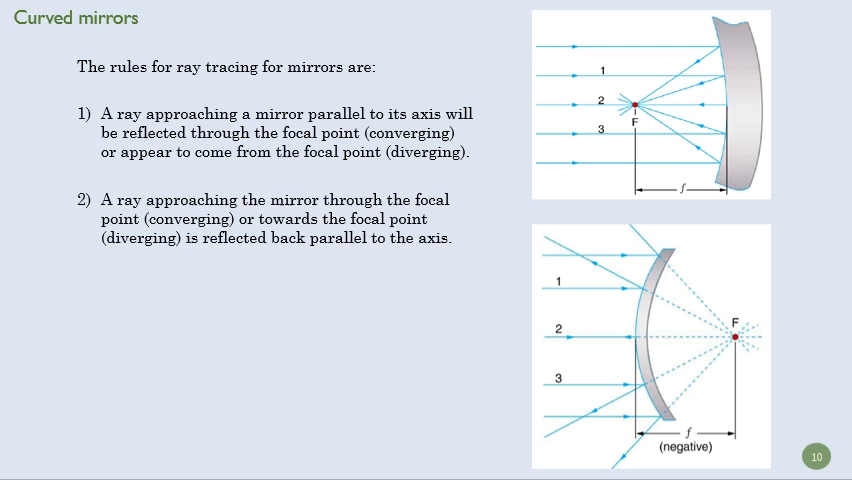 Curved mirrors
The rules for ray tracing for mirrors are:
1) A ray approaching a mirror parallel to its axis will
be reflected through the focal point (converging)
or appear to come from the focal point (diverging).
2) A ray approaching the mirror through the focal
point (converging) or towards the focal point
(diverging) is reflected back parallel to the axis.
1
2
F
3
f
1
F
2
3
f
(negative)
10